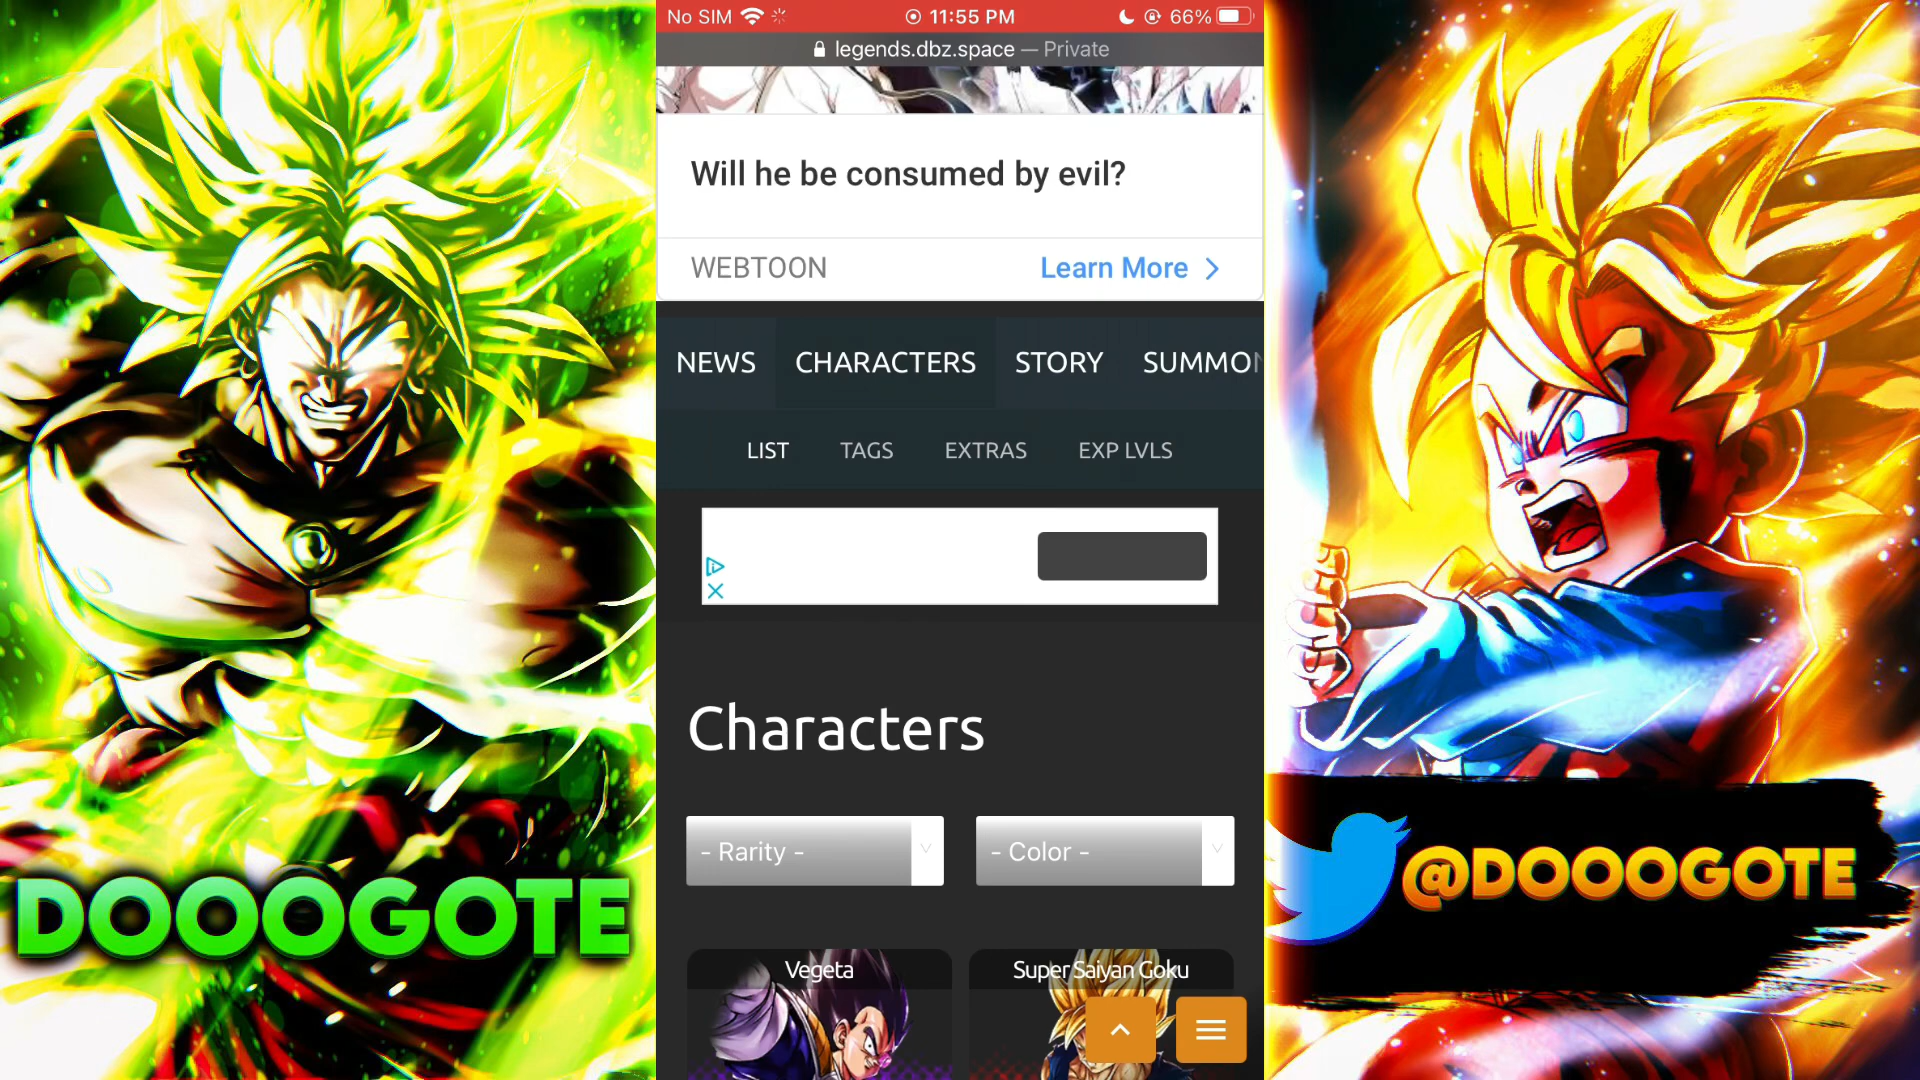 No SIM 11:55 PM 66%
legends.dbz.space — Private
Will he be consumed by evil?
WEBTOON Learn More
NEWS CHARACTERS STORY SUMMON
LIST TAGS EXTRAS EXP LVLS
Characters
- Rarity - - Color -
Vegeta Super Saiyan Goku
DOOOGOTE
@DOOOGOTE